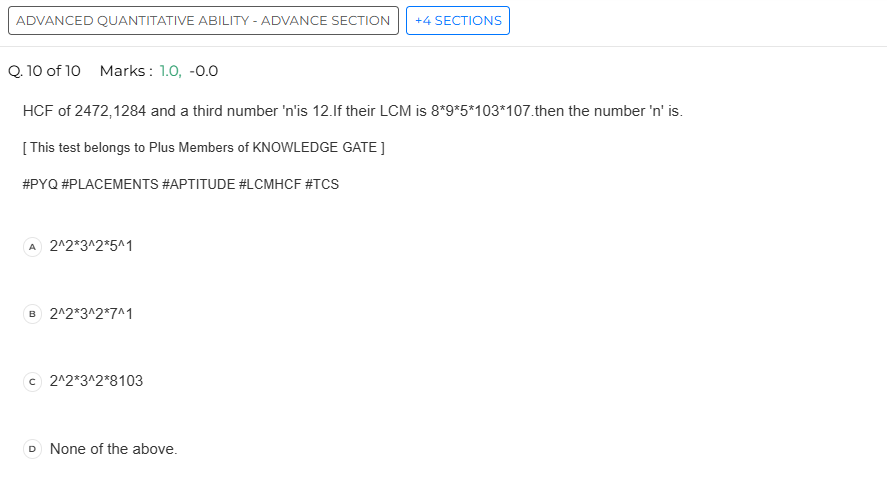 ADVANCED QUANTITATIVE ABILITY - ADVANCE SECTION +4 SECTIONS
Q. 10 of 10 Marks : 1.0, -0.0
HCF of 2472,1284 and a third number 'n'is 12.If their LCM is 8*9*5*103*107.then the number 'n' is.
[ This test belongs to Plus Members of KNOWLEDGE GATE ]
#PYQ #PLACEMENTS #APTITUDE #LCMHCF #TCS
A 2^2*3^2*5^1
B 2^2*3^2*7^1
C 2^2*3^2*8103
D None of the above.